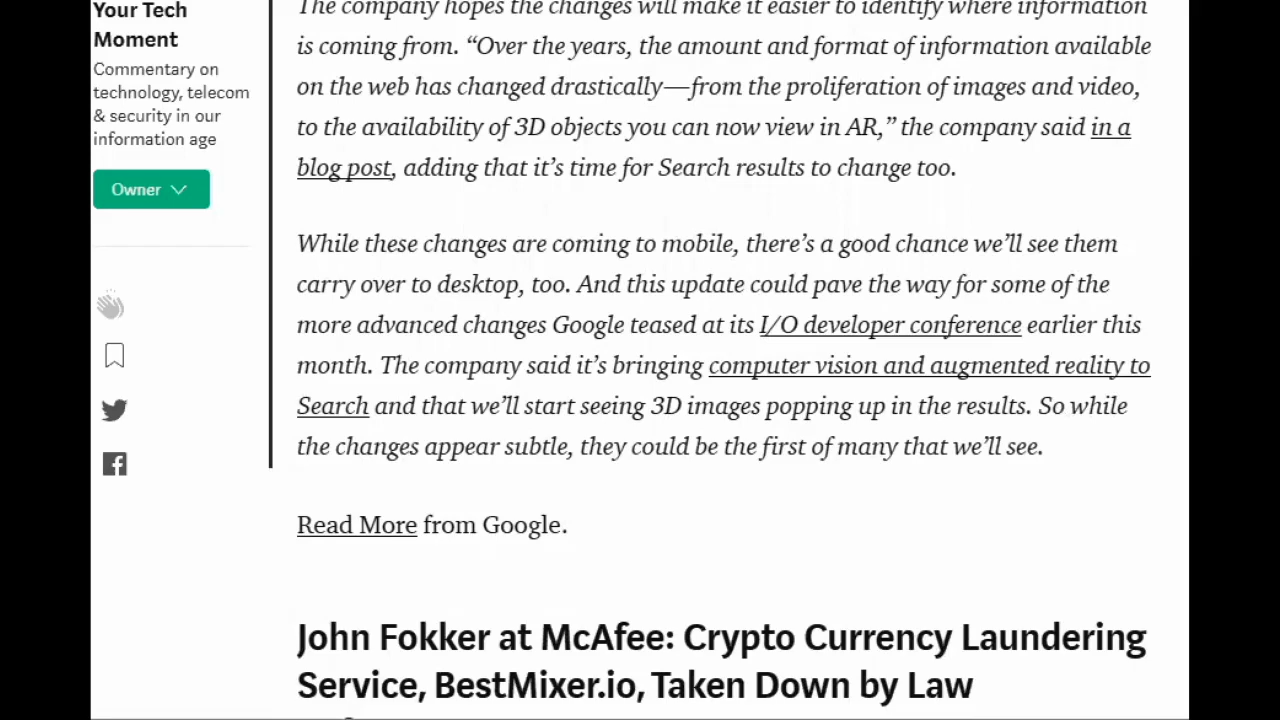 Your Tech
Moment
Commentary on
technology, telecom
& security in our
information age
Owner
The company hopes the changes will make it easier to identify where information
is coming from. “Over the years, the amount and format of information available
on the web has changed drastically—from the proliferation of images and video,
to the availability of 3D objects you can now view in AR,” the company said in a
blog post, adding that it’s time for Search results to change too.
While these changes are coming to mobile, there’s a good chance we’ll see them
carry over to desktop, too. And this update could pave the way for some of the
more advanced changes Google teased at its I/O developer conference earlier this
month. The company said it’s bringing computer vision and augmented reality to
Search and that we’ll start seeing 3D images popping up in the results. So while
the changes appear subtle, they could be the first of many that we’ll see.
Read More from Google.
John Fokker at McAfee: Crypto Currency Laundering
Service, BestMixer.io, Taken Down by Law